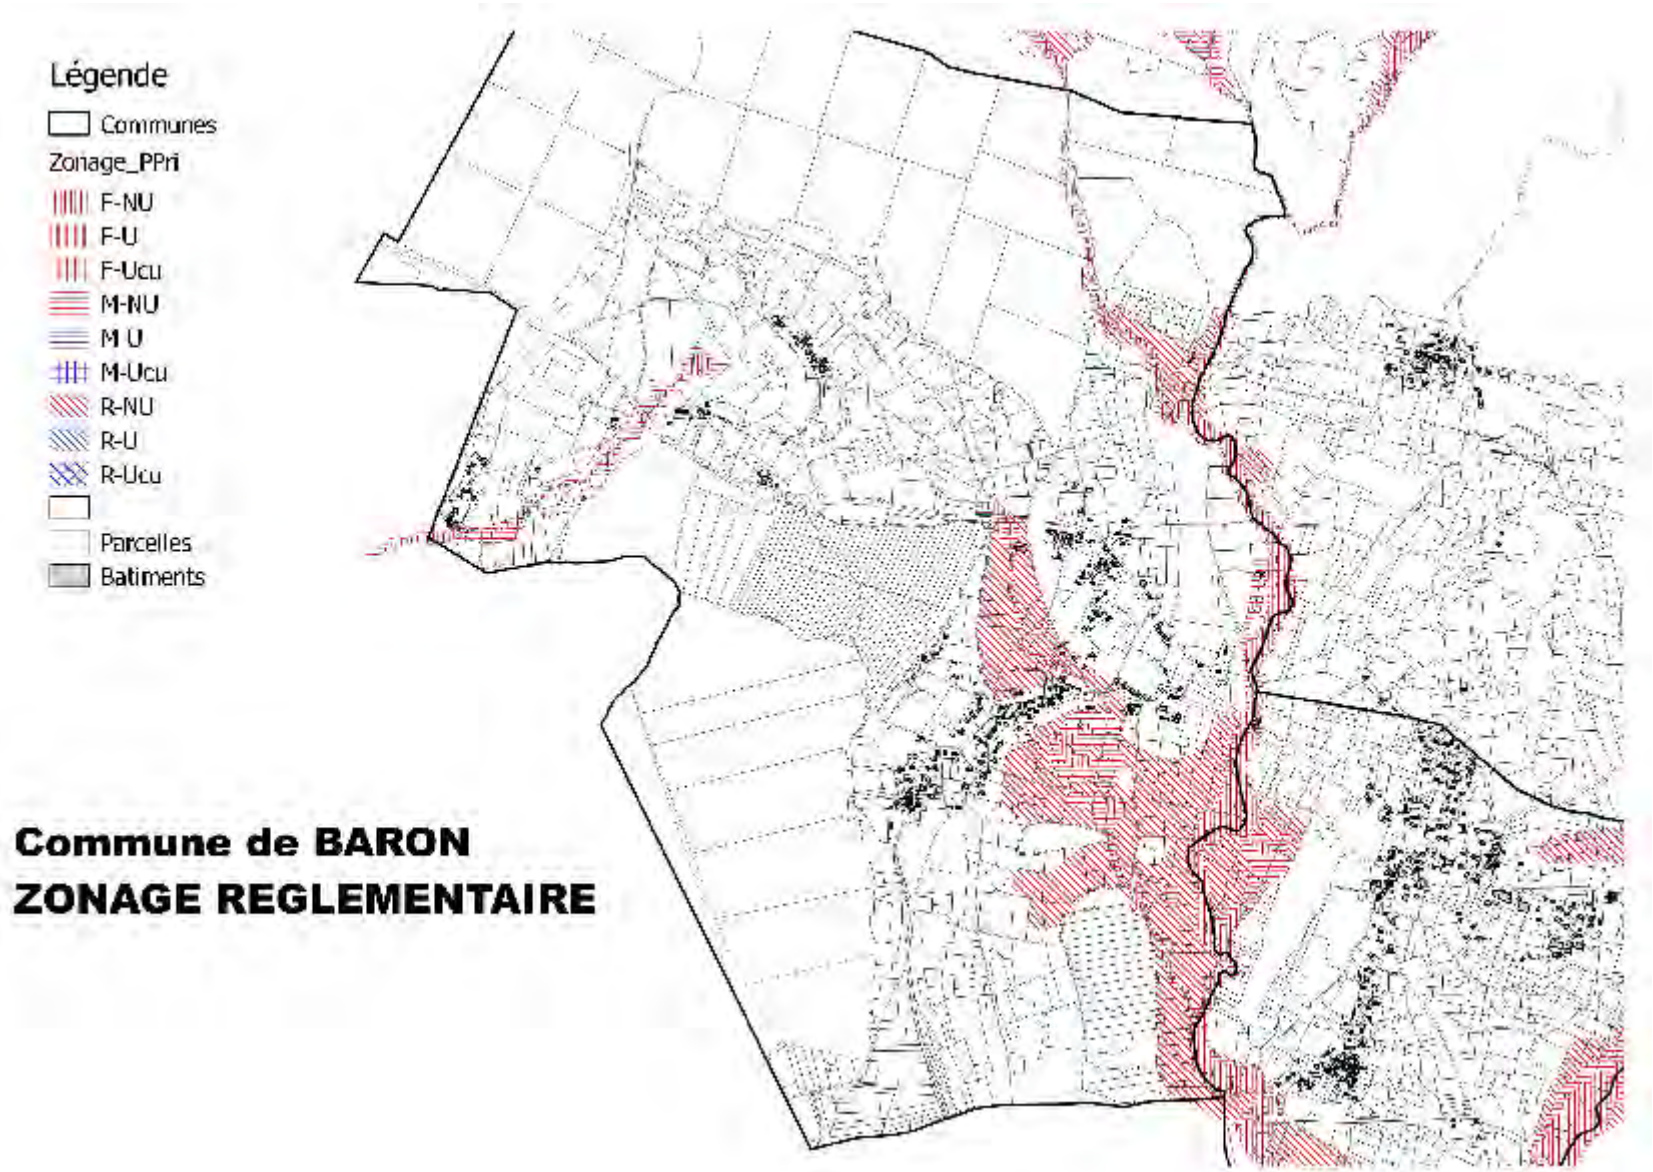 Légende
Communes
Zonage_PPri
F-NU
F-U
F-Ucu
M-NU
M U
M-Ucu
R-NU
R-U
R-Ucu
Parcelles
Batiments
Commune de BARON
ZONAGE REGLEMENTAIRE